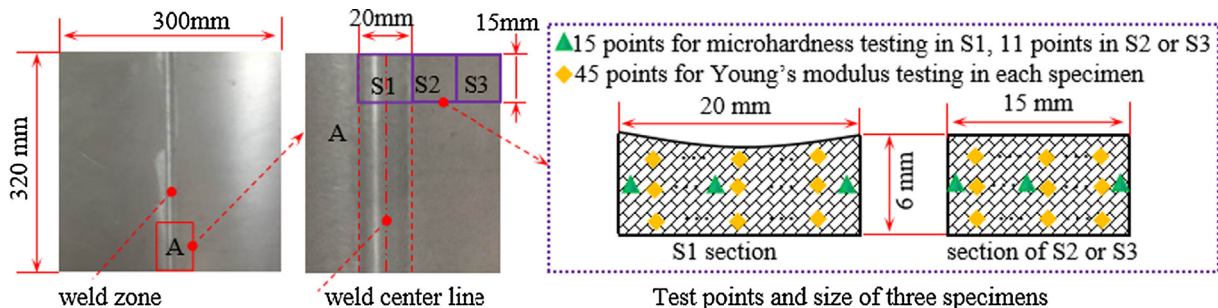 300mm
320 mm
A
weld zone
20mm
15mm
S1 S2 S3
A
weld center line
15 points for microhardness testing in S1, 11 points in S2 or S3
45 points for Young's modulus testing in each specimen
20 mm
15 mm
6 mm
S1 section
section of S2 or S3
Test points and size of three specimens